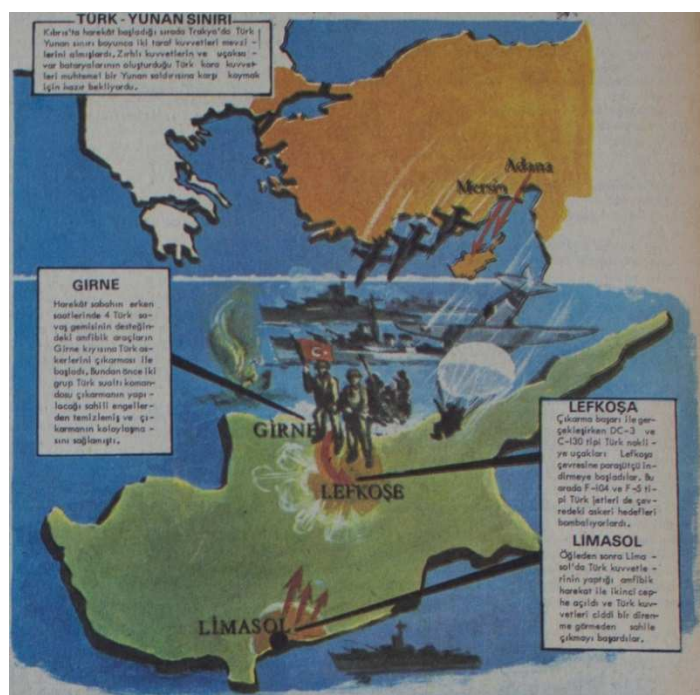 TÜRK - YUNAN SINIRI
Kıbrıs'ta harekât başladığı sırada Trakya'da Türk
Yunan sınırı boyunca iki taraf kuvvetleri mevzi -
lerini almışlardı. Zırhlı kuvvetlerin ve uçaksa -
var bataryalarının oluşturduğu Türk kara kuvvet-
leri muhtemel bir Yunan saldırısına karşı koymak
için hazır bekliyordu.
Adana
Mersin
GIRNE
Harekât sabahın erken
saatlerinde 4 Türk sa-
vaş gemisinin desteğin-
deki amfibik araçların
Girne kıyısına Türk as-
kerlerini çıkarması ile
başladı. Bundan önce iki
grup Türk sualtı koman-
dosu çıkarmanın yapı-
lacağı sahili engeller-
den temizlemiş ve çı-
karmanın kolaylaşma -
sını sağlamıştı.
GİRNE
LEFKOŞE
LEFKOŞA
Çıkarma başarı ile ger-
çekleşirken DC-3 ve
C-130 tipi Türk nakli -
ye uçakları Lefkoşa
çevresine paraşütçü in-
dirmeye başladılar. Bu
arada F-104 ve F-5 ti-
pi Türk jetleri de çev-
redeki askeri hedefleri
bombalıyorlardı.
LİMASOL
Öğleden sonra Lima -
sol'da Türk kuvvetle -
rinin yaptığı amfibik
harekat ile ikinci cep-
he açıldı ve Türk kuv-
vetleri ciddi bir diren-
me görmeden sahile
çıkmayı başardılar.
LİMASOL